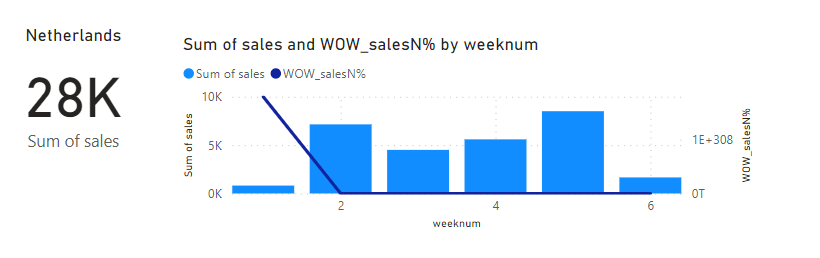 Netherlands
28K
Sum of sales
Sum of sales and WOW_salesN% by weeknum
Sum of sales WOW_salesN%
10K
5K
0K
Sum of sales
2 4 6
weeknum
1E+308
0T
WOW_salesN%